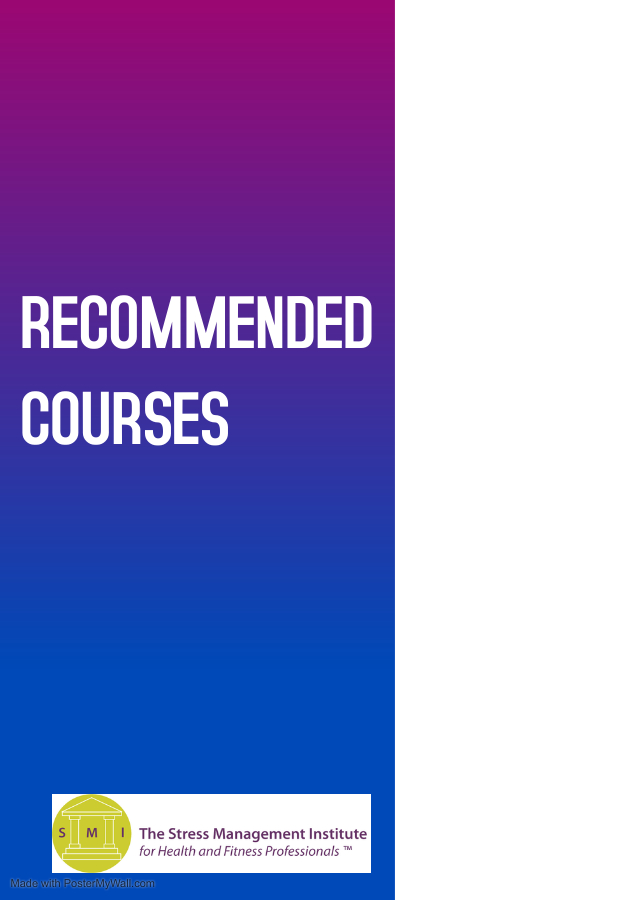 RECOMMENDED
COURSES
S M I
The Stress Management Institute
for Health and Fitness Professionals ™
Made with PosterMyWall.com